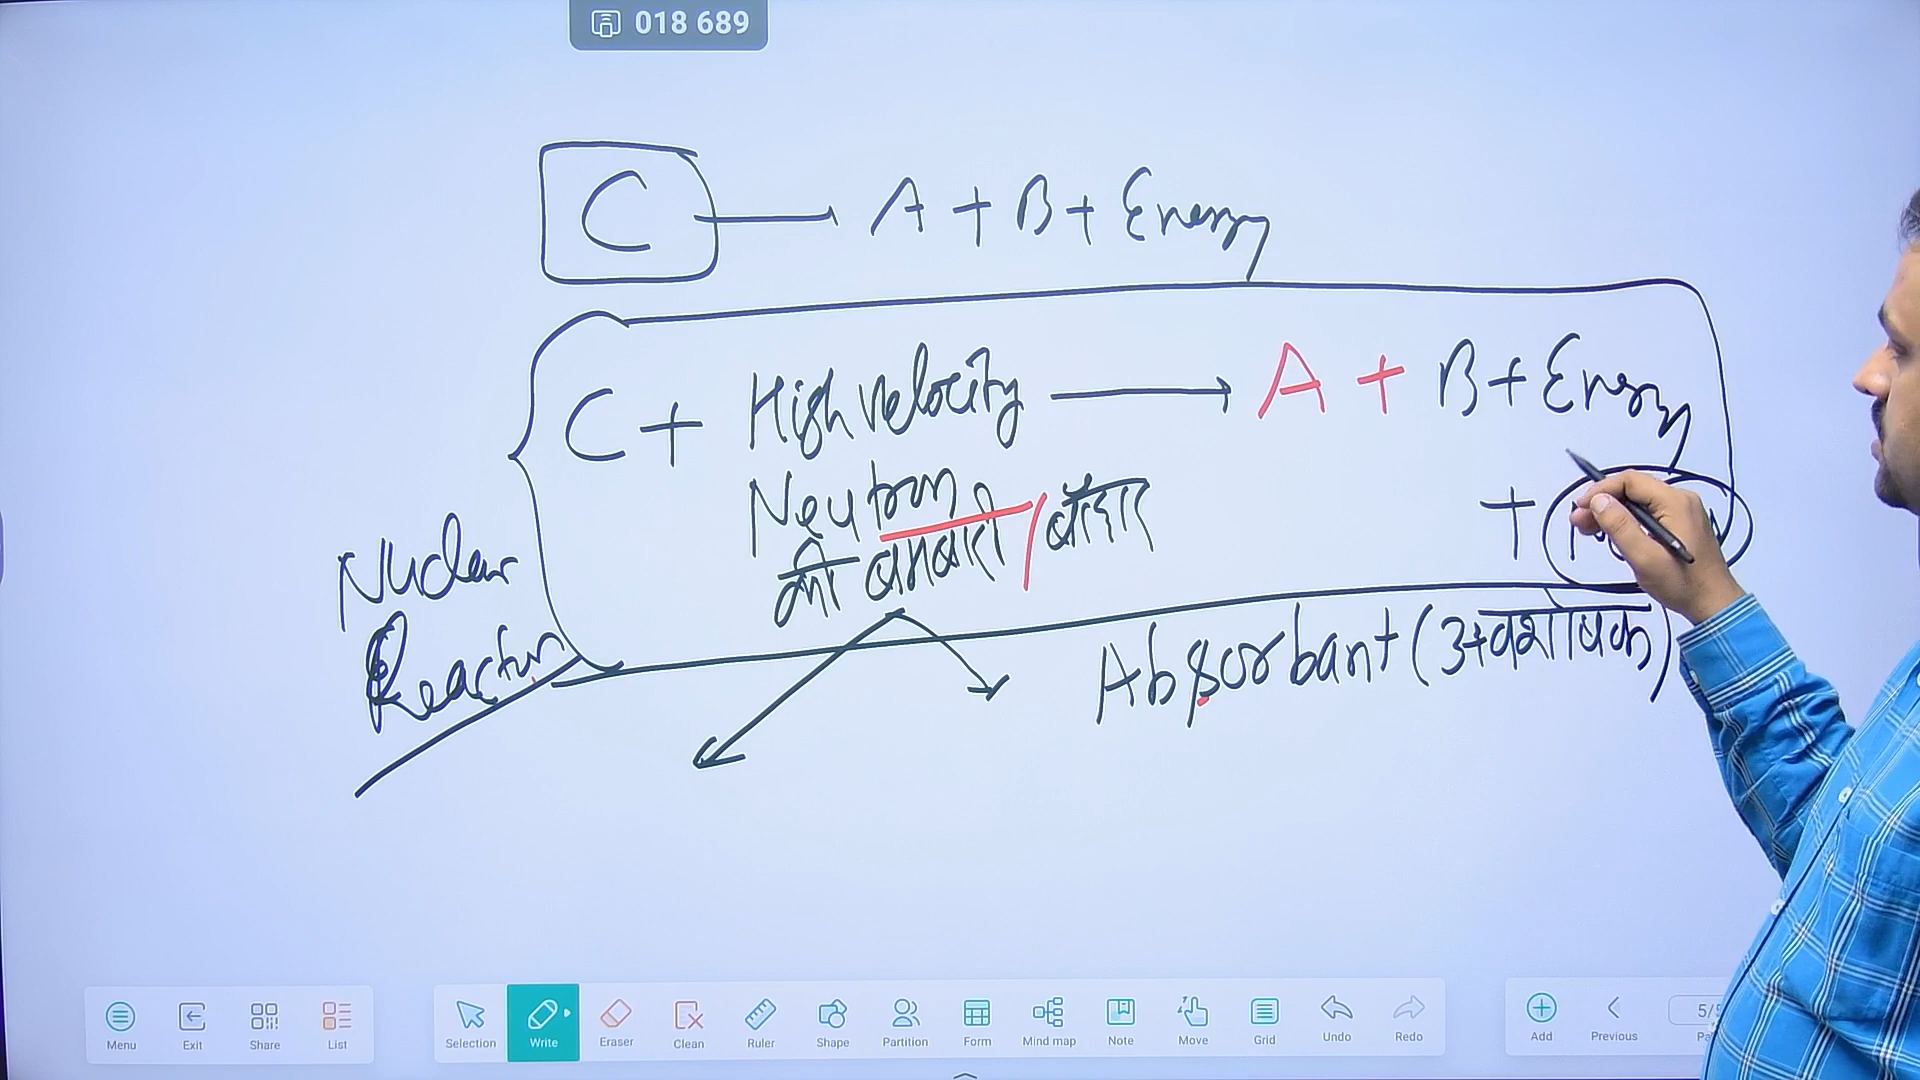 018 689
C → A + B + Energy
C + High velocity → A + B + Energy
Neutron
की बमबारी / बौछार
+
Nuclear
Reactor
Absorbant (अवशोषक)
Menu Exit Share List Selection Write Eraser Clean Ruler Shape Partition Form Mind map Note Move Grid Undo Redo Add Previous